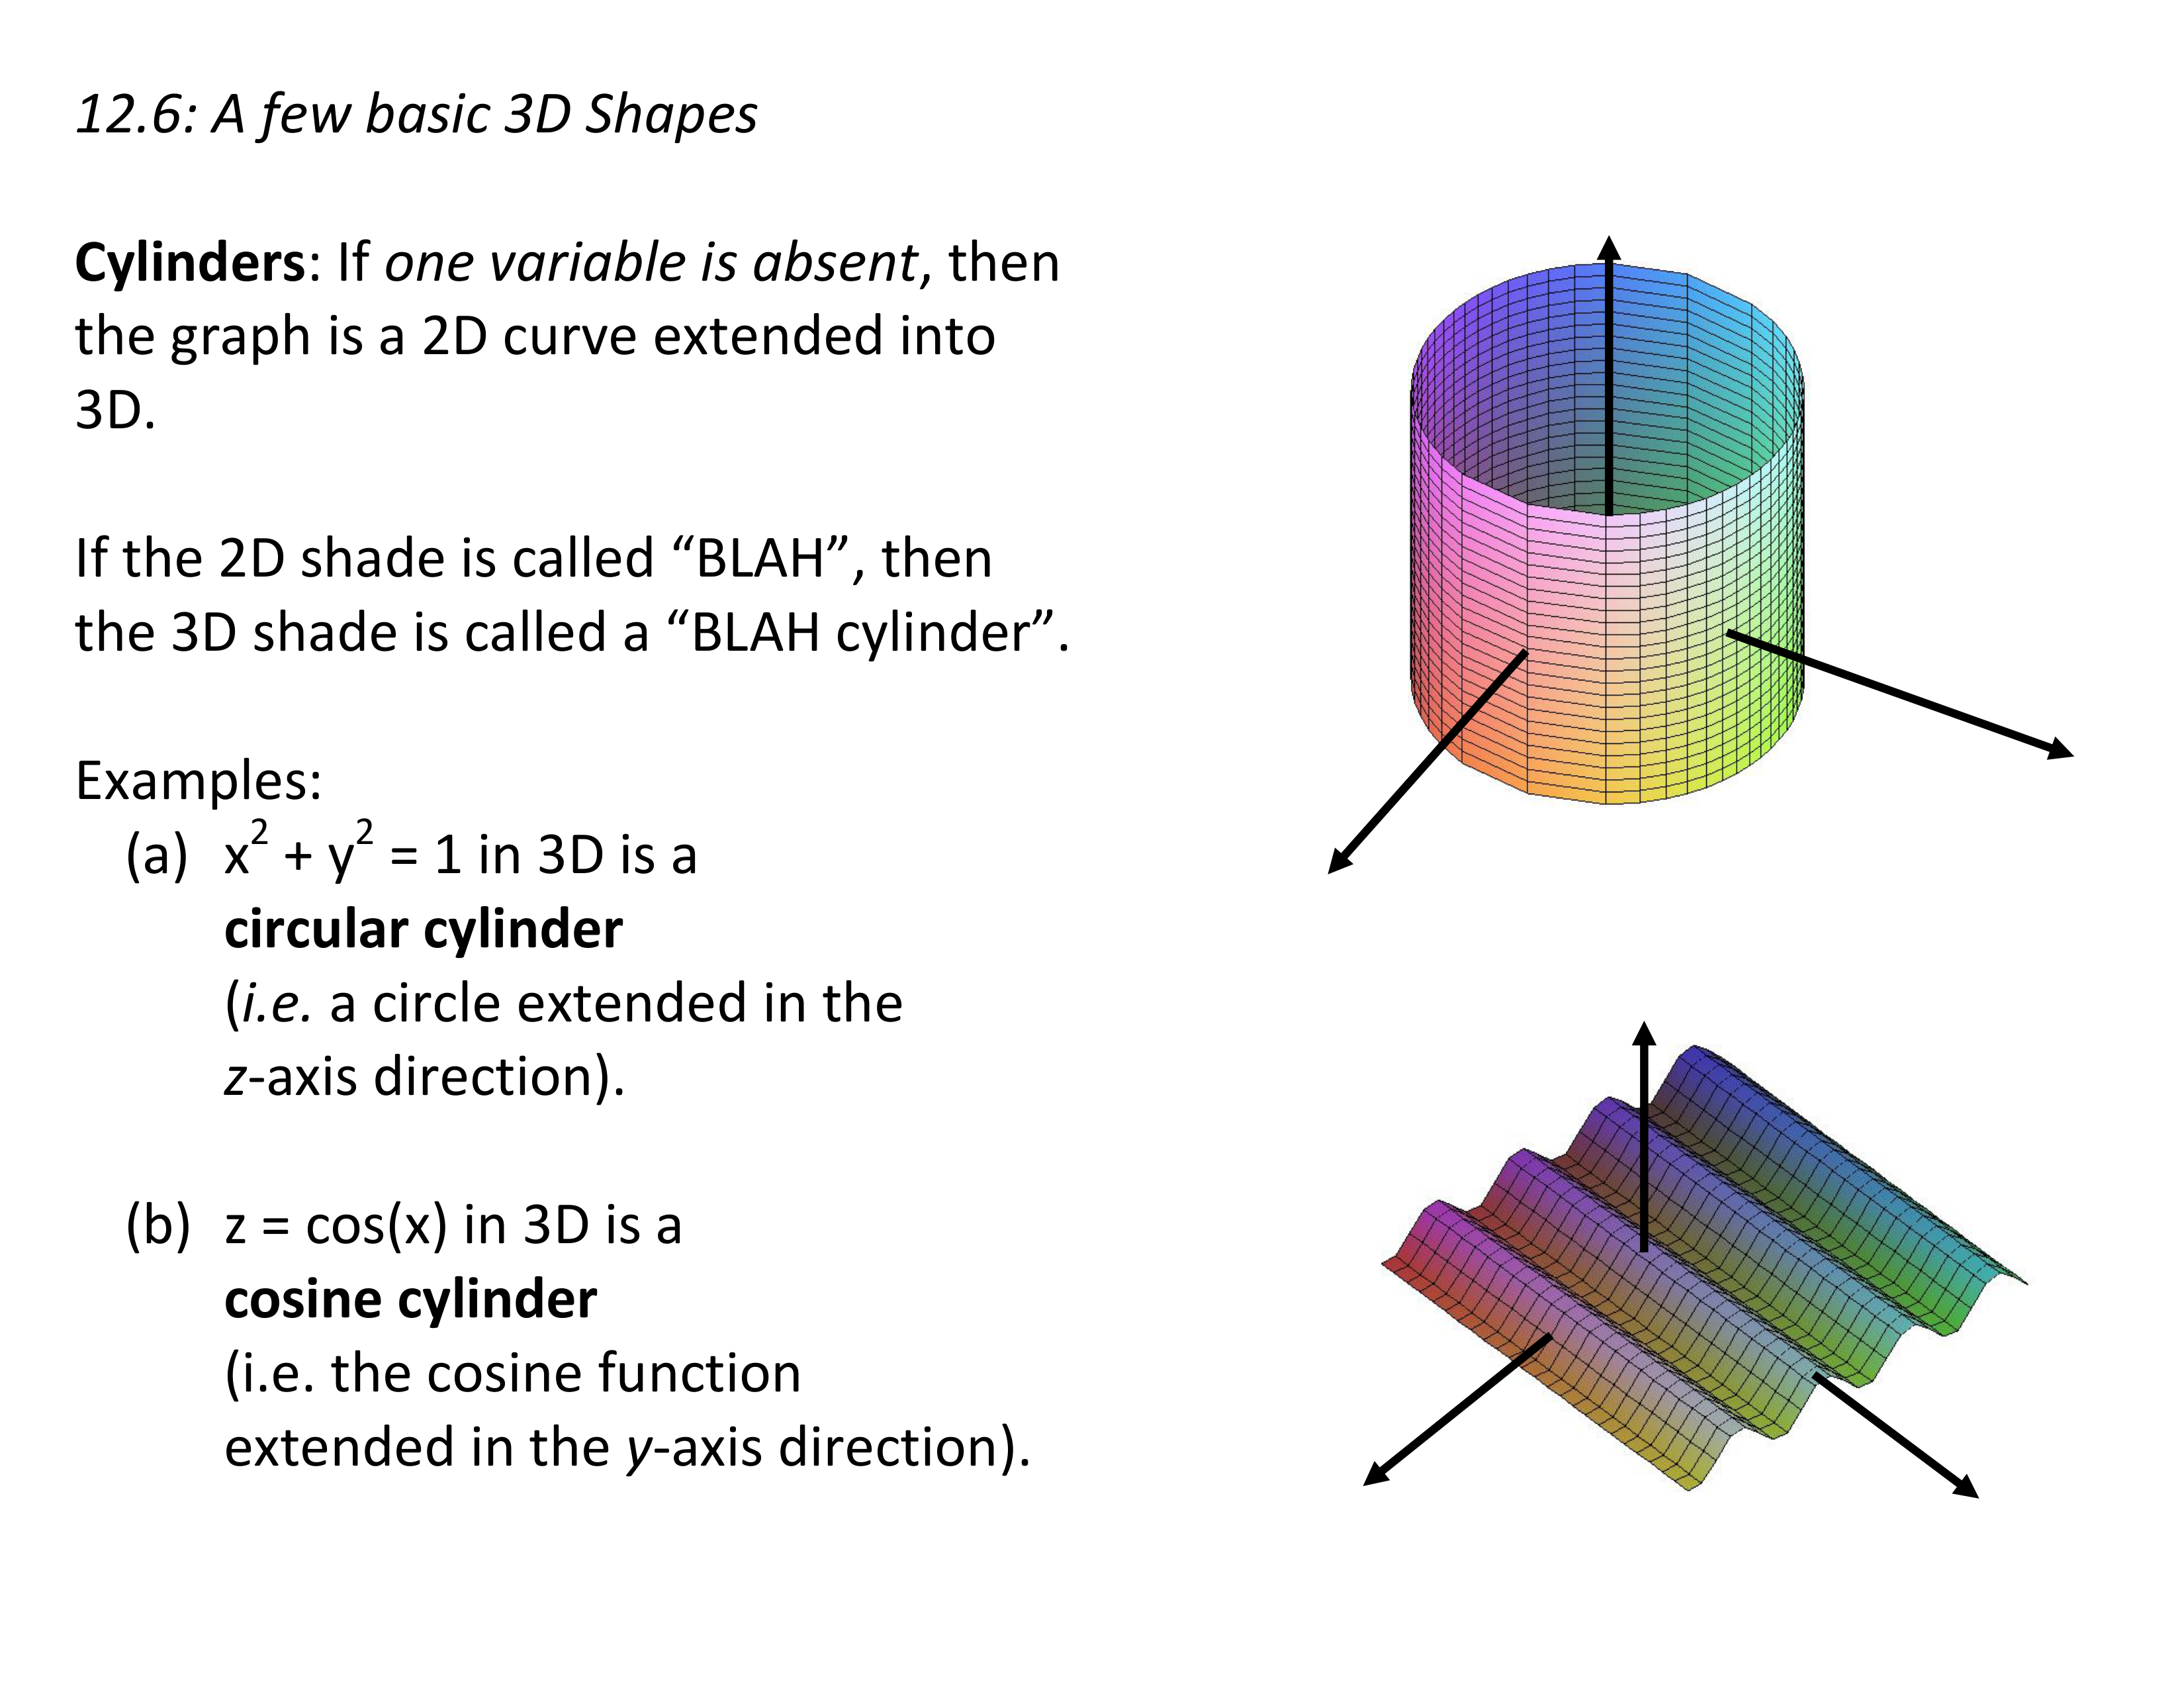 12.6: A few basic 3D Shapes
Cylinders: If one variable is absent, then
the graph is a 2D curve extended into
3D.
If the 2D shade is called “BLAH”, then
the 3D shade is called a “BLAH cylinder”.
Examples:
(a) x² + y² = 1 in 3D is a
circular cylinder
(i.e. a circle extended in the
z-axis direction).
(b) z = cos(x) in 3D is a
cosine cylinder
(i.e. the cosine function
extended in the y-axis direction).